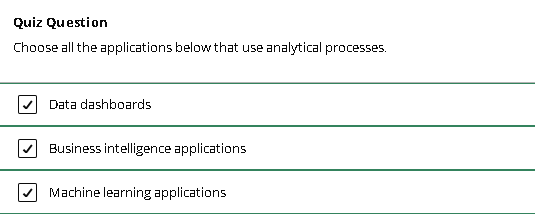 Quiz Question
Choose all the applications below that use analytical processes.
Data dashboards
Business intelligence applications
Machine learning applications